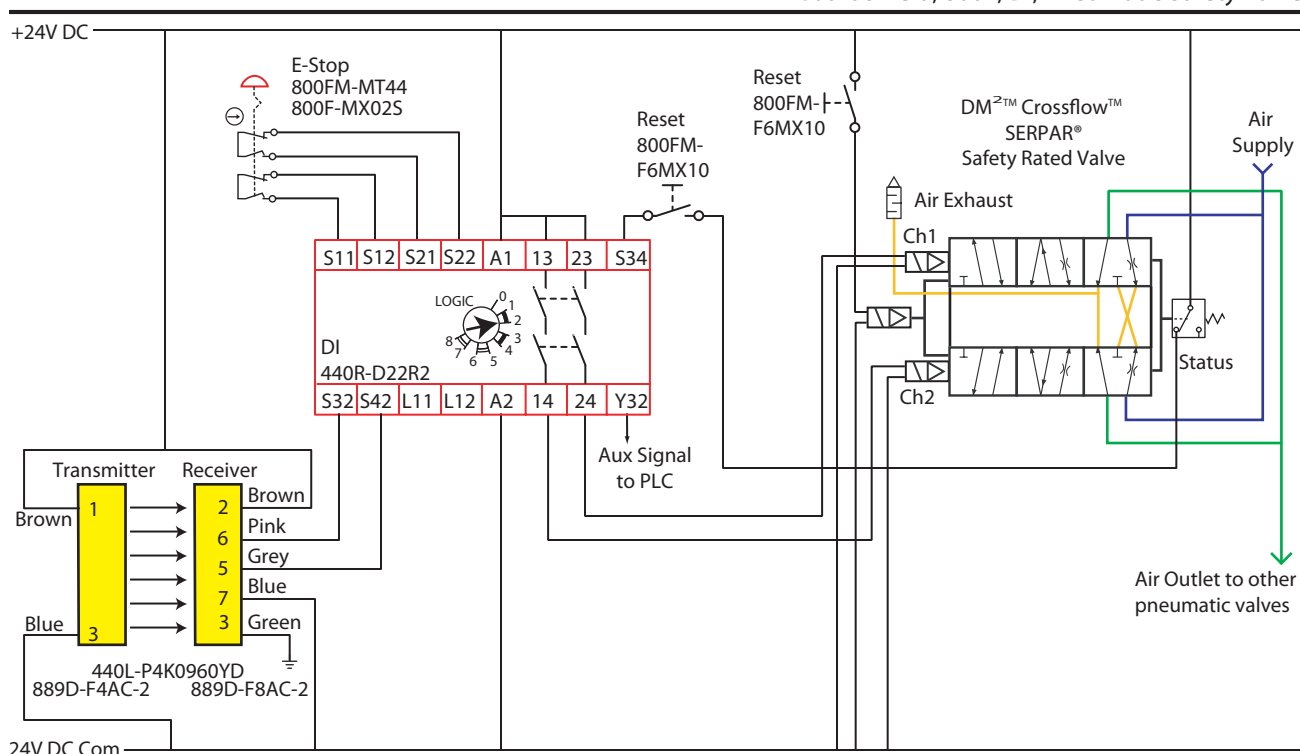 +24V DC
E-Stop
800FM-MT44
800F-MX02S
Reset
800FM-
F6MX10
Reset
800FM-
F6MX10
DM²™ Crossflow™
SERPAR®
Safety Rated Valve
Air
Supply
Air Exhaust
Ch1
S11 S12 S21 S22 A1 13 23 S34
LOGIC
0
1
2
3
4
5
6
7
8
DI
440R-D22R2
S32 S42 L11 L12 A2 14 24 Y32
Ch2
Status
Aux Signal
to PLC
Transmitter
Receiver
Brown
1
2
Brown
6
Pink
5
Grey
7
Blue
Blue
3
3
Green
440L-P4K0960YD
889D-F4AC-2
889D-F8AC-2
Air Outlet to other
pneumatic valves
24V DC Com